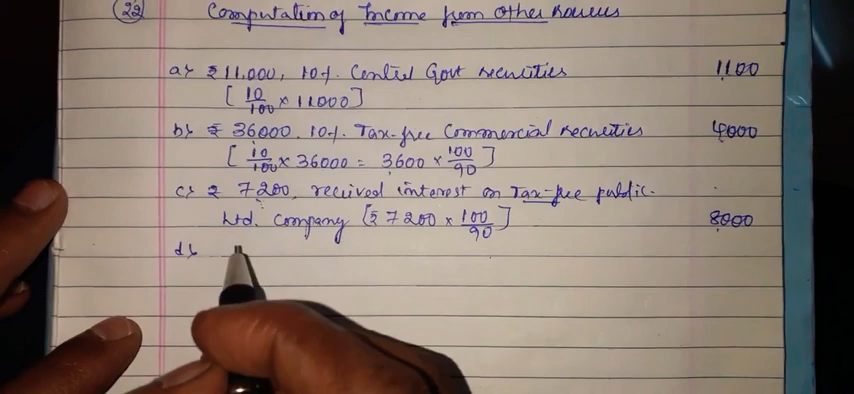 22 Computation of Income from Other sources
a) ₹ 11,000, 10%. Central Govt securities 1100
[ 10/100 × 11000 ]
b) ₹ 36000. 10%. Tax-free Commercial securities 4000
[ 10/100 × 36000 = 3600 × 100/90 ]
c) ₹ 7200, recived interest on Tax-free public.
Ltd. company [ ₹ 7200 × 100/90 ] 8000
d)